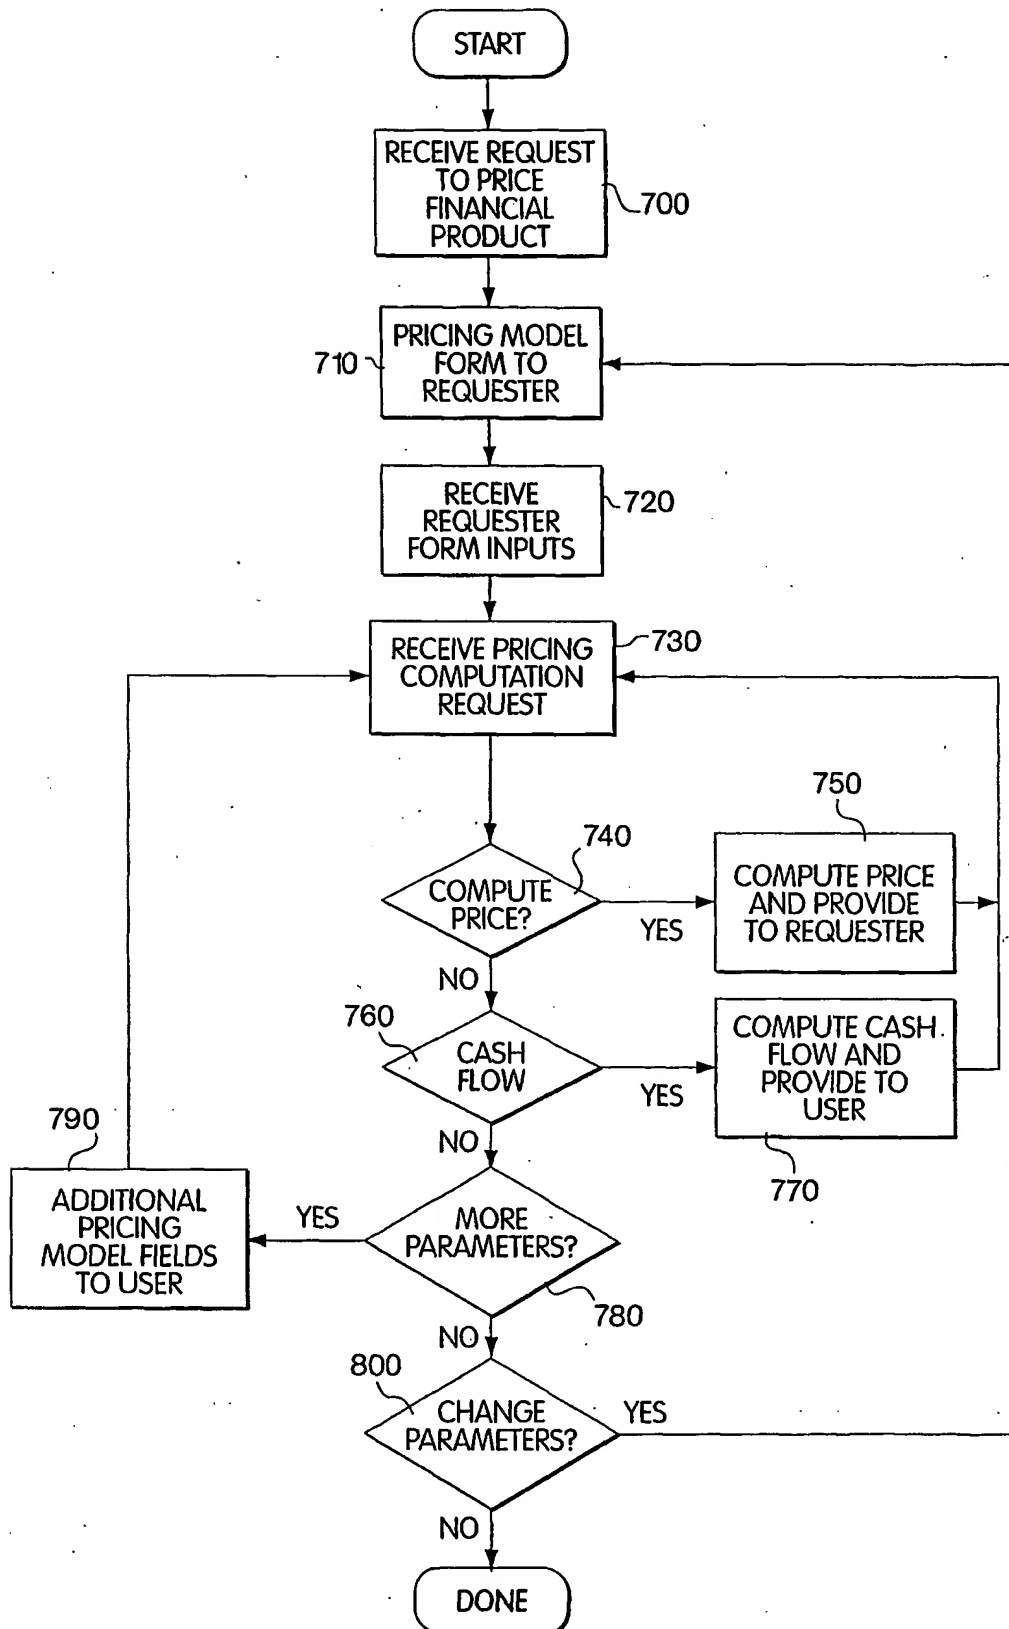 START
RECEIVE REQUEST
TO PRICE
FINANCIAL
PRODUCT
700
PRICING MODEL
FORM TO
REQUESTER
710
RECEIVE
REQUESTER
FORM INPUTS
720
RECEIVE PRICING
COMPUTATION
REQUEST
730
COMPUTE
PRICE?
740
YES
NO
750
COMPUTE PRICE
AND PROVIDE
TO REQUESTER
760
CASH
FLOW
YES
NO
COMPUTE CASH
FLOW AND
PROVIDE TO
USER
770
790
ADDITIONAL
PRICING
MODEL FIELDS
TO USER
YES
MORE
PARAMETERS?
780
NO
800
CHANGE
PARAMETERS?
YES
NO
DONE